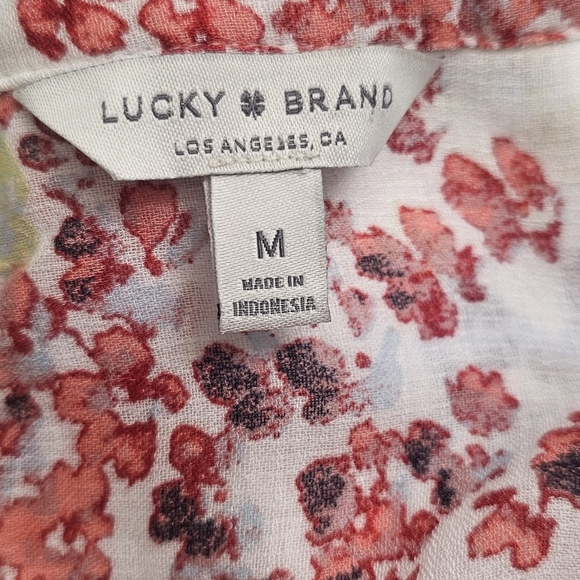 LUCKY BRAND
LOS ANGELES, CA
M
MADE IN
INDONESIA